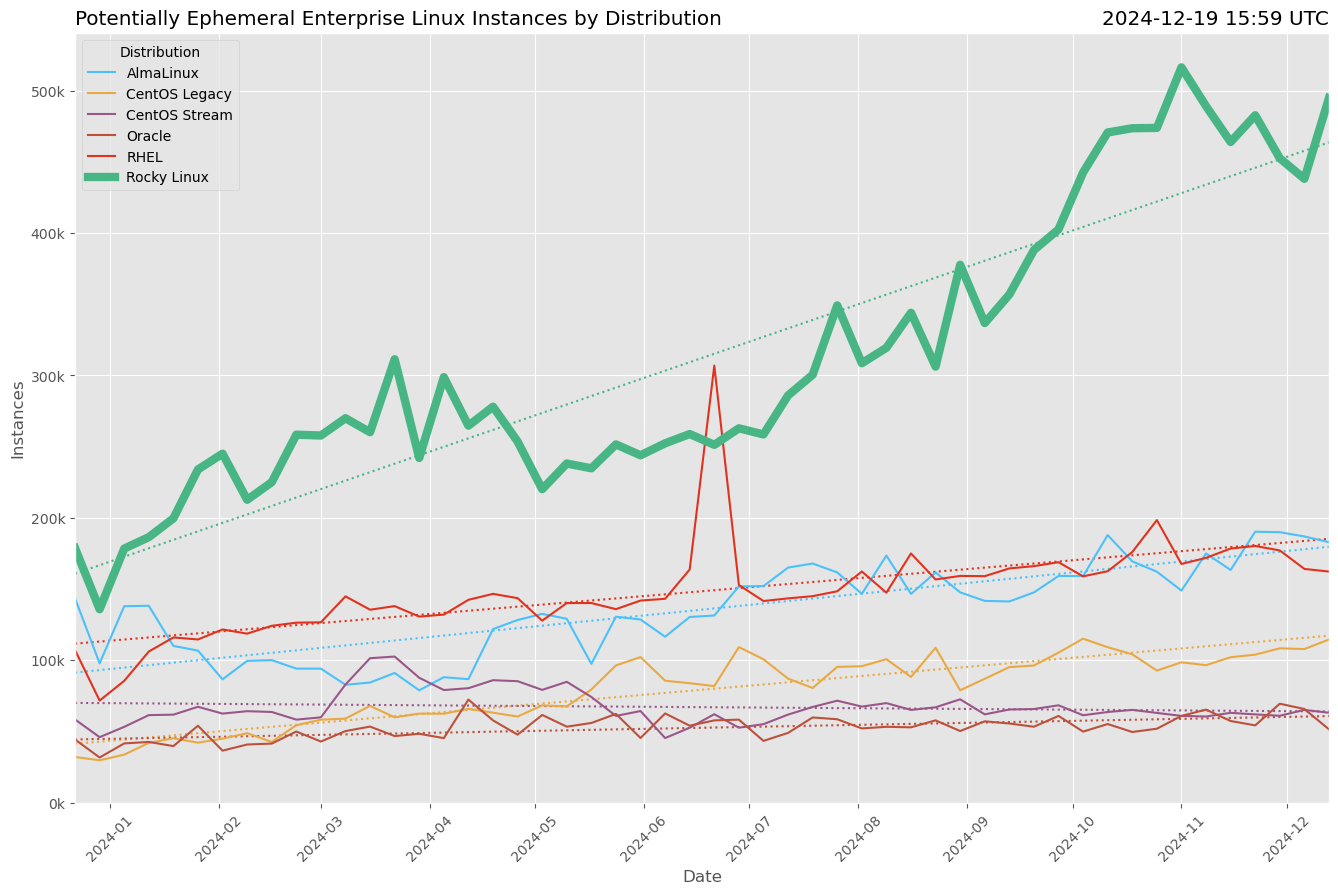 Potentially Ephemeral Enterprise Linux Instances by Distribution
2024-12-19 15:59 UTC
Distribution
AlmaLinux
CentOS Legacy
CentOS Stream
Oracle
RHEL
Rocky Linux
500k
400k
300k
200k
100k
0k
Instances
2024-01
2024-02
2024-03
2024-04
2024-05
2024-06
2024-07
2024-08
2024-09
2024-10
2024-11
2024-12
Date